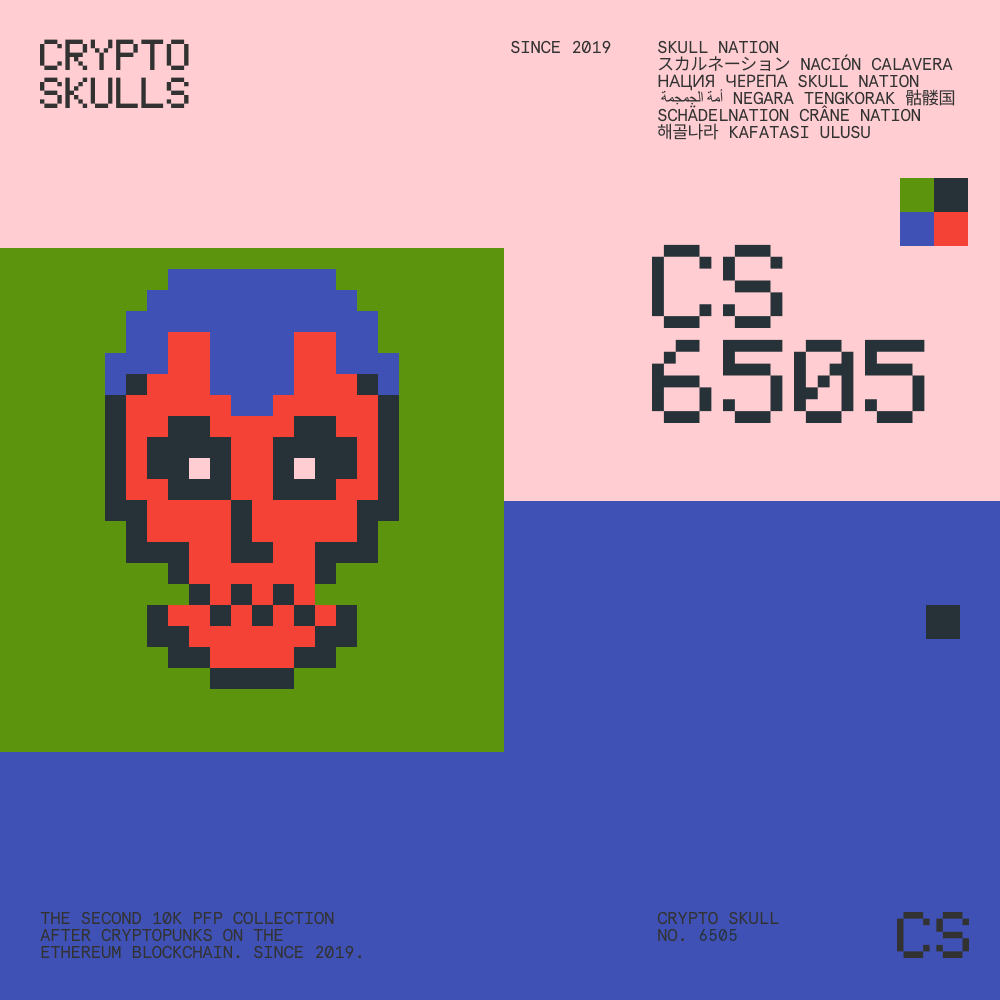 CRYPTO
SKULLS
SINCE 2019
SKULL NATION
スカルネーション NACIÓN CALAVERA
НАЦИЯ ЧЕРЕПА SKULL NATION
أمة الجمجمة NEGARA TENGKORAK 骷髅国
SCHÄDELNATION CRÂNE NATION
해골나라 KAFATASI ULUSU
CS
6505
THE SECOND 10K PFP COLLECTION
AFTER CRYPTOPUNKS ON THE
ETHEREUM BLOCKCHAIN. SINCE 2019.
CRYPTO SKULL
NO. 6505
CS